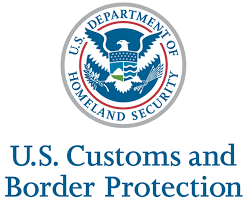 U.S. DEPARTMENT OF
HOMELAND SECURITY
U.S. Customs and
Border Protection